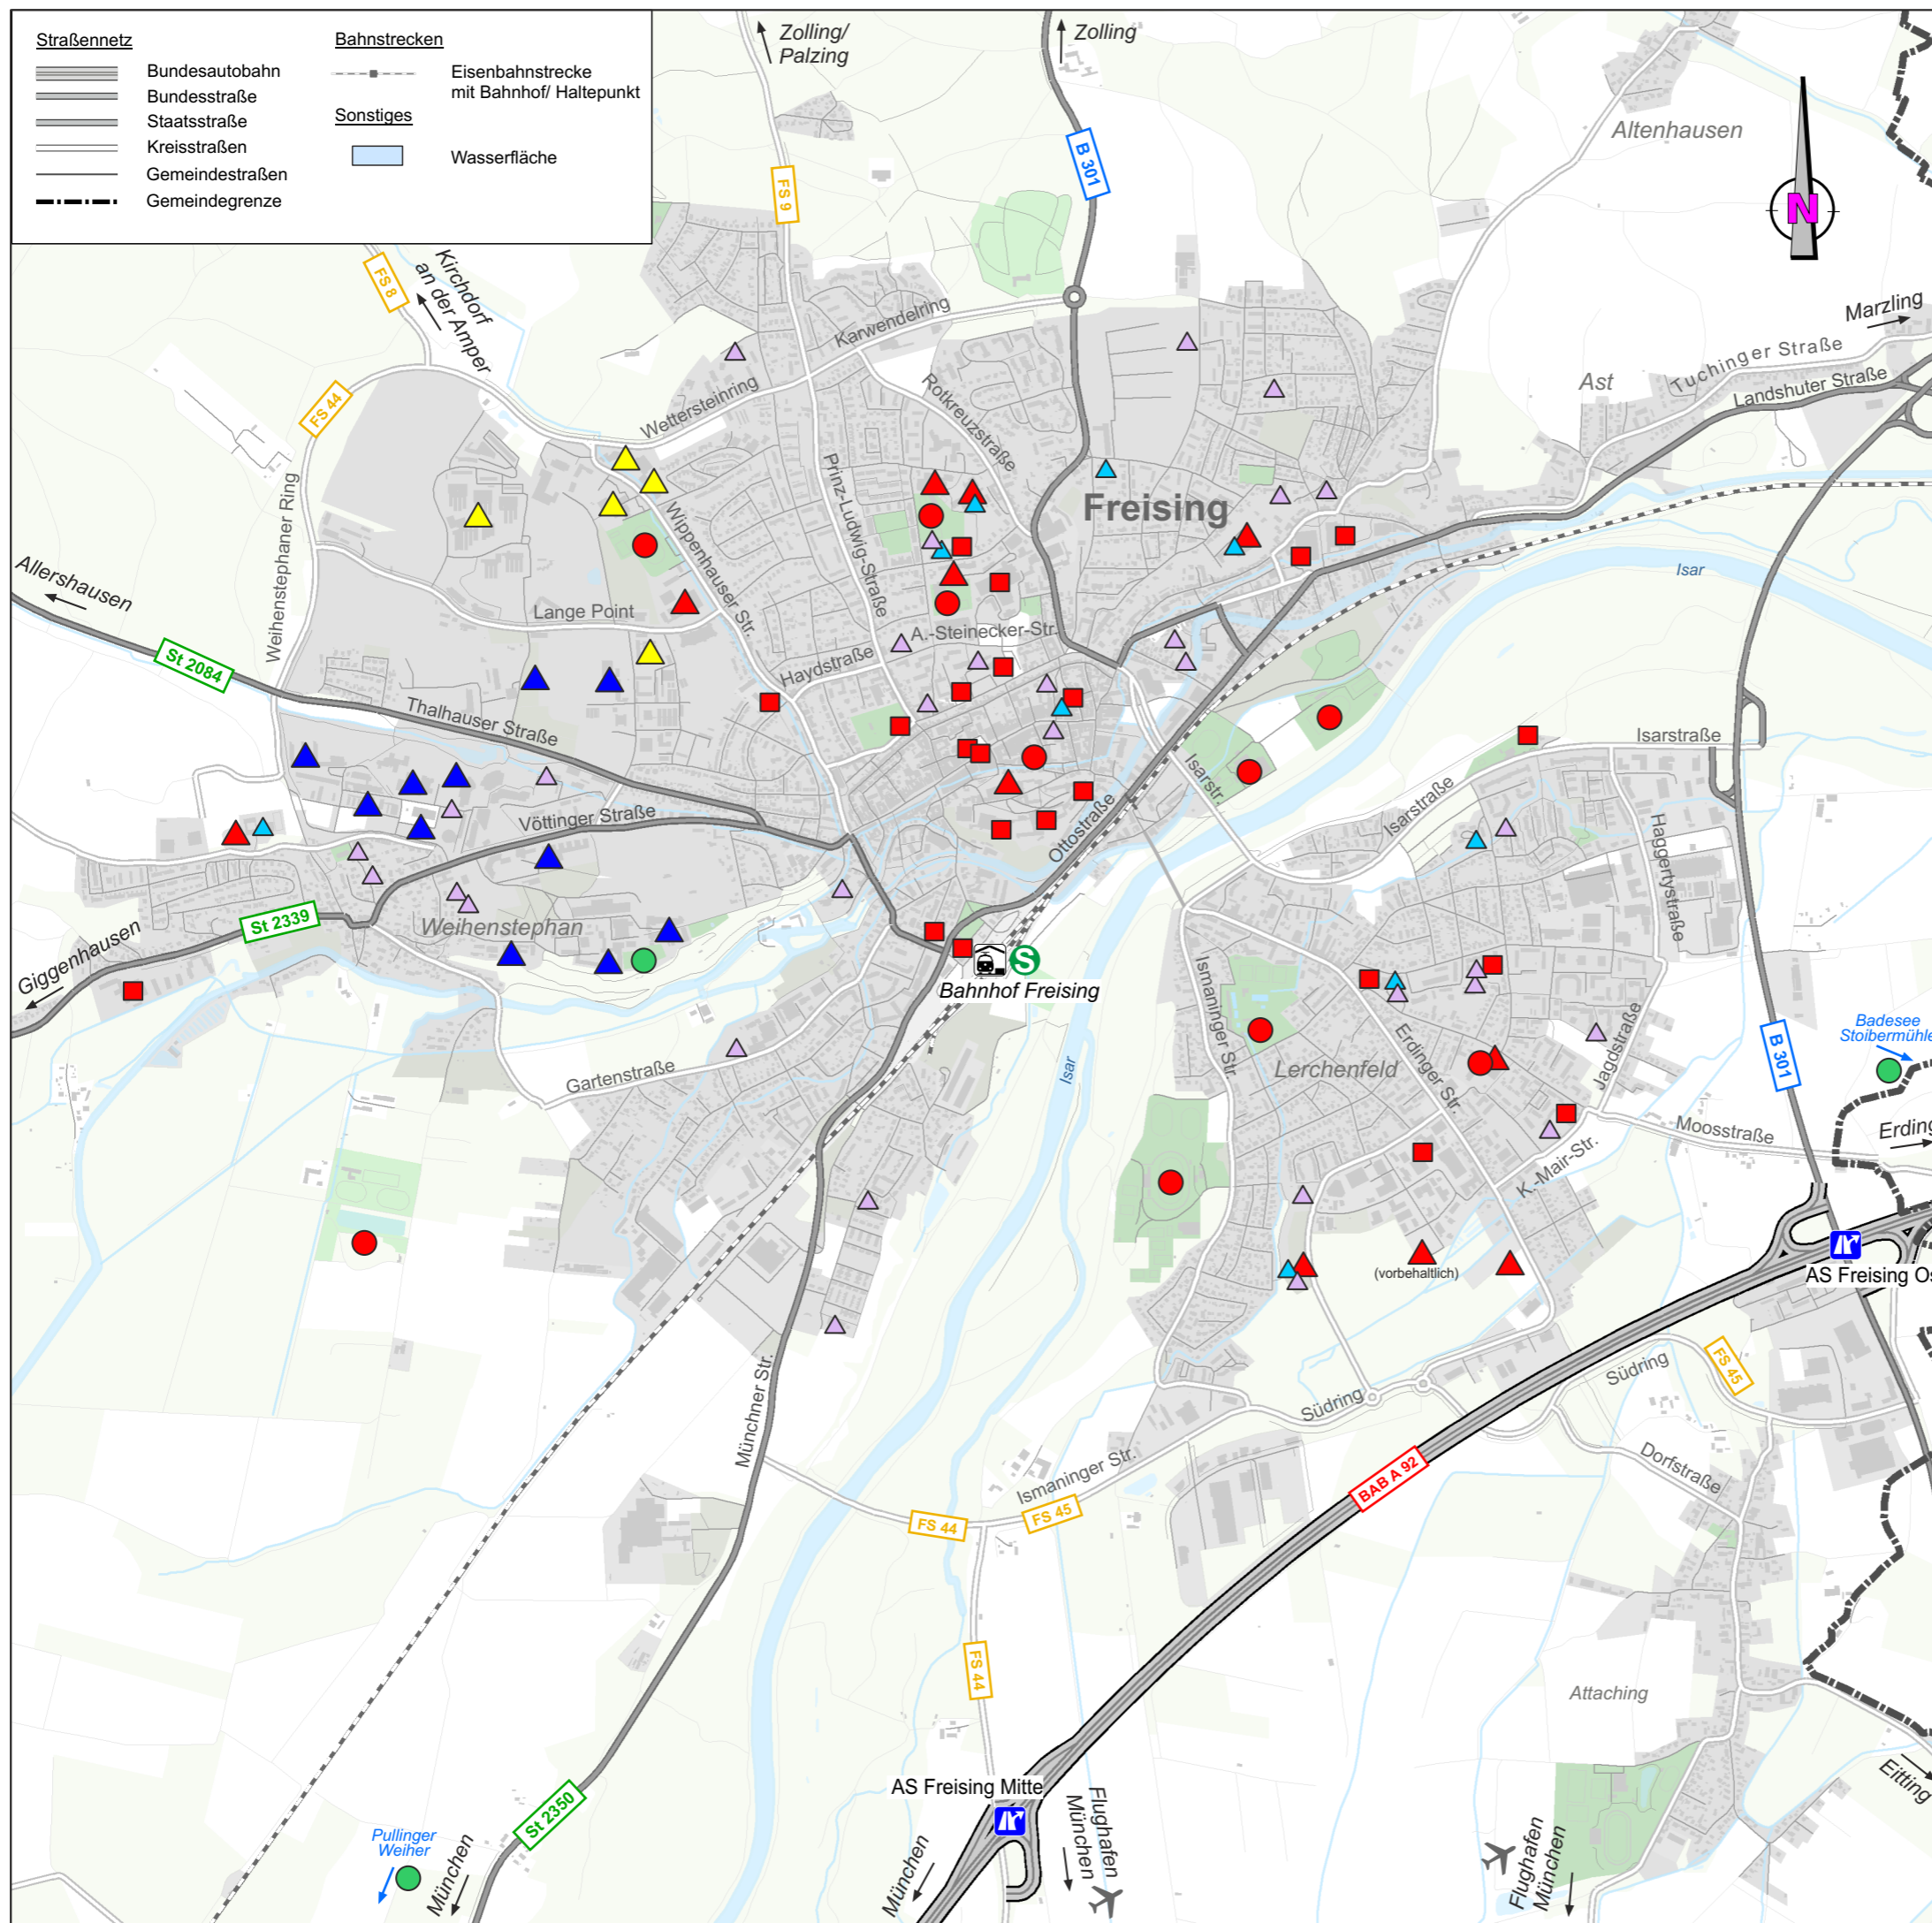 Straßennetz
Bundesautobahn
Bundesstraße
Staatsstraße
Kreisstraßen
Gemeindestraßen
Gemeindegrenze
Bahnstrecken
Eisenbahnstrecke
mit Bahnhof/ Haltepunkt
Sonstiges
Wasserfläche
Zolling/
Palzing
Zolling
B 301
FS 9
Altenhausen
N
FS 8
Kirchdorf
an der Amper
Karwendelring
Marzling
Tuchinger Straße
Ast
Landshuter Straße
FS 44
Wettersteinring
Rotkreuzstraße
Prinz-Ludwig-Straße
Freising
Weihenstephaner Ring
Wippenhauser Str.
Allershausen
Isar
Lange Point
A.-Steinecker-Str.
St 2084
Haydstraße
Thalhauser Straße
Isarstraße
Isarstr.
Isarstraße
Vöttinger Straße
Ottostraße
Haggertystraße
Giggenhausen
St 2339
Weihenstephan
S
Bahnhof Freising
Ismaninger Str.
Badesee
Stoibermühle
B 301
Gartenstraße
Isar
Lerchenfeld
Erdinger Str.
Jagdstraße
Moosstraße
Erding
K.-Mair-Str.
(vorbehaltlich)
AS Freising Os
Münchner Str.
Südring
Südring
FS 45
Ismaninger Str.
BAB A 92
Dorfstraße
FS 44
FS 45
FS 44
Attaching
AS Freising Mitte
Eitting
St 2350
Pullinger
Weiher
München
München
Flughafen
München
Flughafen
München